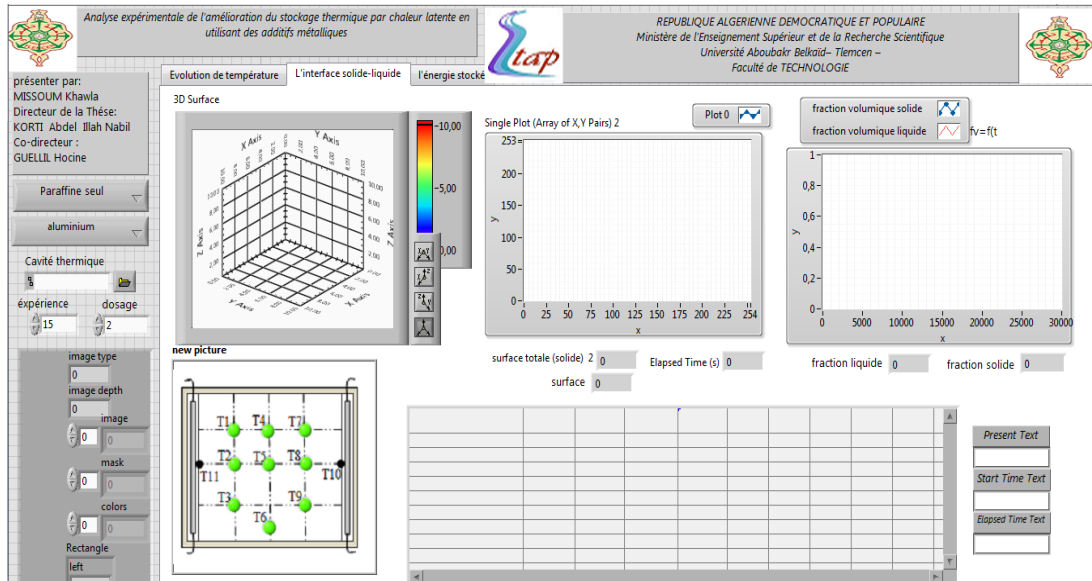 Analyse expérimentale de l'amélioration du stockage thermique par chaleur latente en
utilisant des additifs métalliques
Etap
REPUBLIQUE ALGERIENNE DEMOCRATIQUE ET POPULAIRE
Ministère de l'Enseignement Supérieur et de la Recherche Scientifique
Université Aboubakr Belkaïd– Tlemcen –
Faculté de TECHNOLOGIE
présenter par:
MISSOUM Khawla
Directeur de la Thése:
KORTI Abdel Illah Nabil
Co-directeur :
GUELLIL Hocine
Paraffine seul
aluminium
Cavité thermique
éxpérience
dosage
15
2
image type
0
image depth
0
image
0
0
mask
0
0
colors
0
0
Rectangle
left
Evolution de température
L'interface solide-liquide
l'énergie stocké
3D Surface
X Axis
Y Axis
Z Axis
Z Axis
Y Axis
X Axis
10,00
5,00
0,00
new picture
T1
T4
T7
T2
T5
T8
T11
T10
T3
T9
T6
Single Plot (Array of X,Y Pairs) 2
Plot 0
253
200
150
100
50
0
y
0
25
50
75
100
125
150
175
200
225
254
x
surface totale (solide) 2
0
Elapsed Time (s)
0
surface
0
fraction volumique solide
fraction volumique liquide
fv=f(t
1
0,8
0,6
0,4
0,2
0
y
0
5000
10000
15000
20000
25000
30000
x
fraction liquide
0
fraction solide
0
Present Text
Start Time Text
Elapsed Time Text